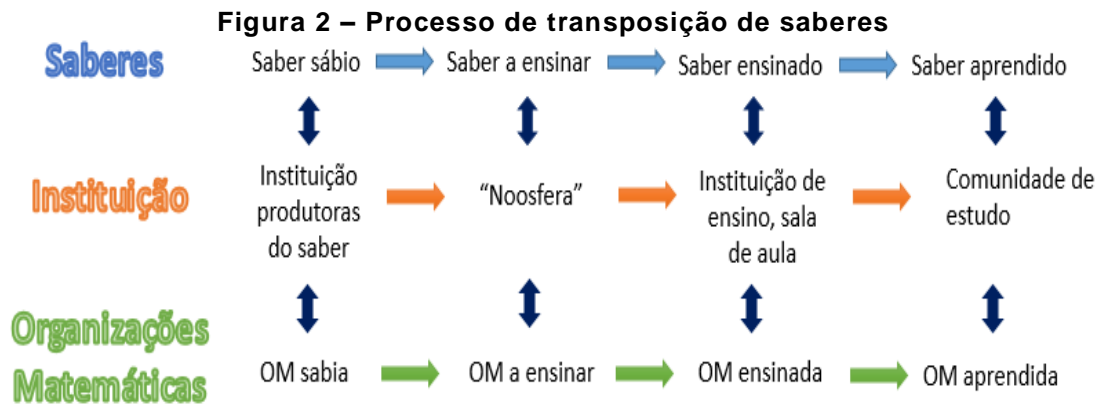 Figura 2 – Processo de transposição de saberes
Saberes
Saber sábio
Saber a ensinar
Saber ensinado
Saber aprendido
Instituição
Instituição
produtoras
do saber
“Noosfera”
Instituição de
ensino, sala
de aula
Comunidade de
estudo
Organizações
Matemáticas
OM sabia
OM a ensinar
OM ensinada
OM aprendida